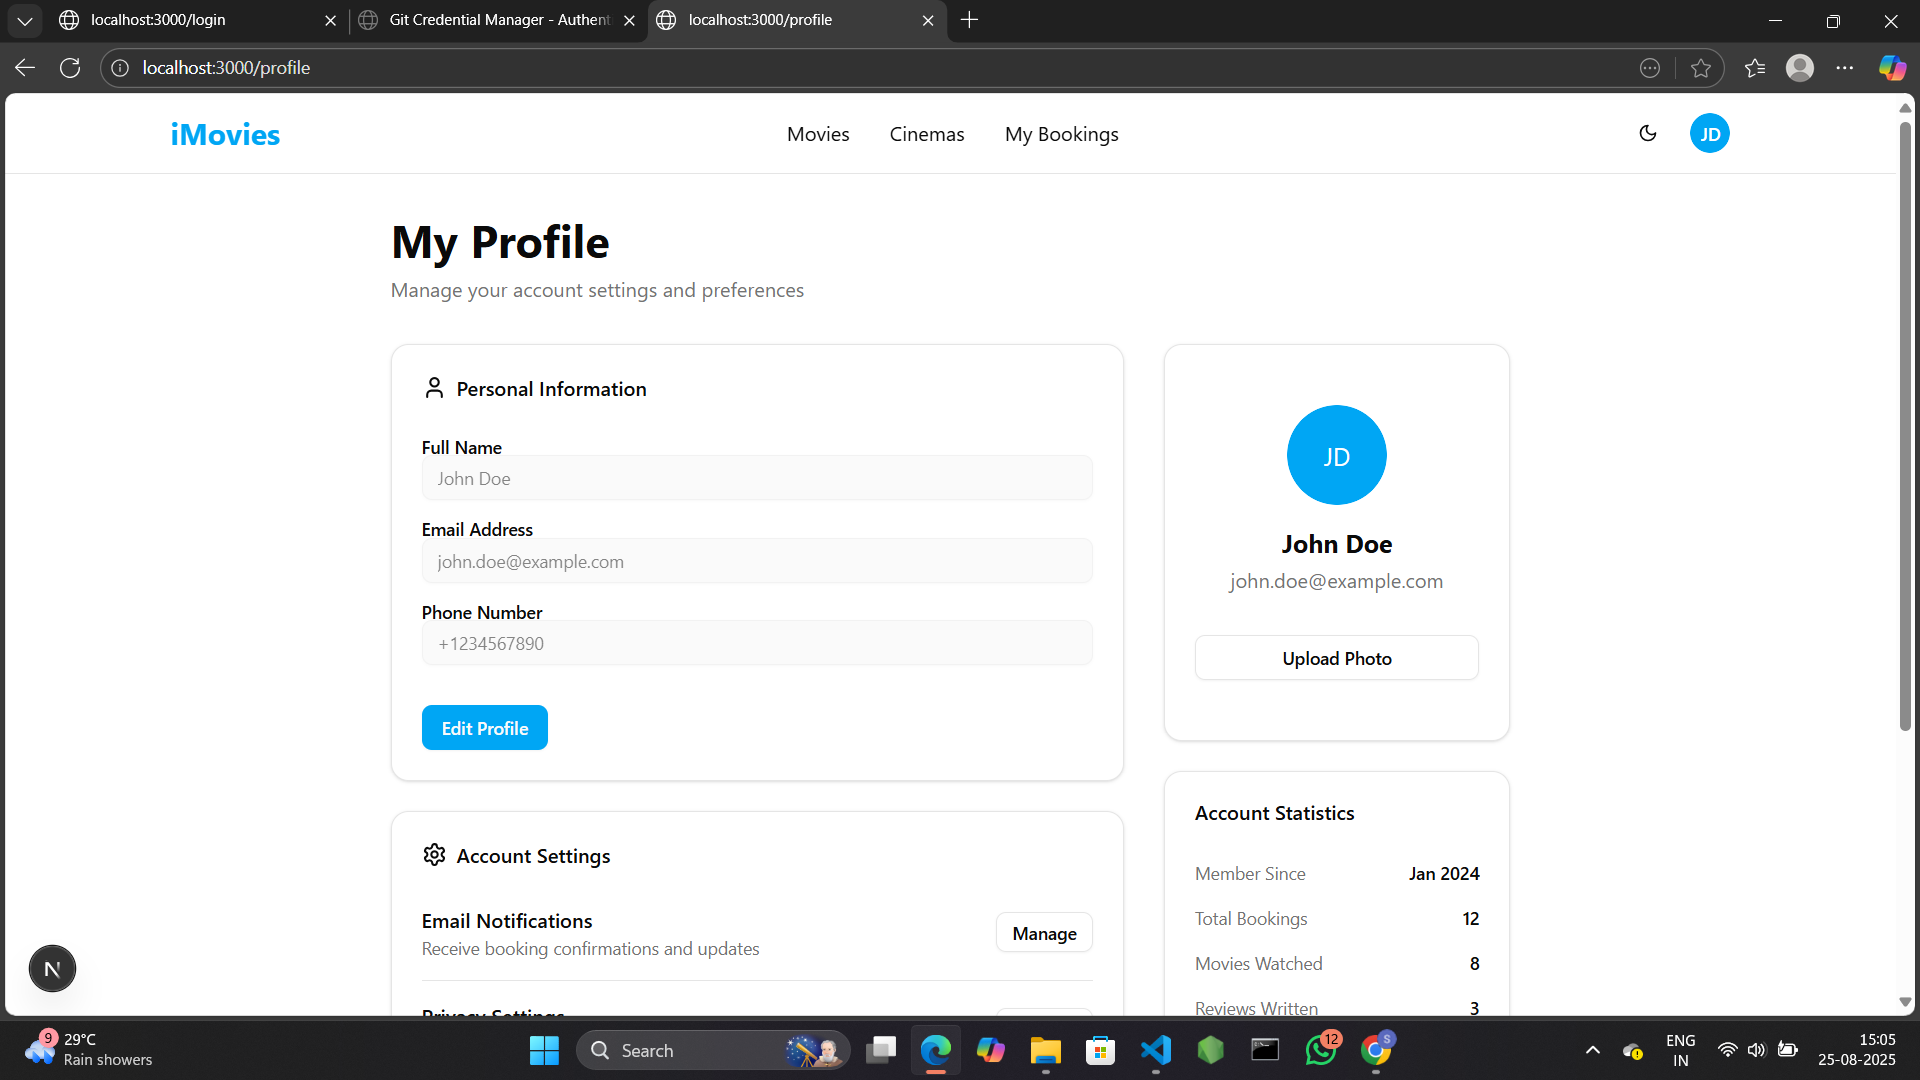 localhost:3000/login
Git Credential Manager - Authent
localhost:3000/profile
localhost:3000/profile
iMovies
Movies
Cinemas
My Bookings
JD
My Profile
Manage your account settings and preferences
Personal Information
Full Name
John Doe
Email Address
john.doe@example.com
Phone Number
+1234567890
Edit Profile
JD
John Doe
john.doe@example.com
Upload Photo
Account Settings
Email Notifications
Receive booking confirmations and updates
Manage
Privacy Settings
Account Statistics
Member Since Jan 2024
Total Bookings 12
Movies Watched 8
Reviews Written 3
N
9
29°C
Rain showers
Search
12
S
ENG
IN
15:05
25-08-2025